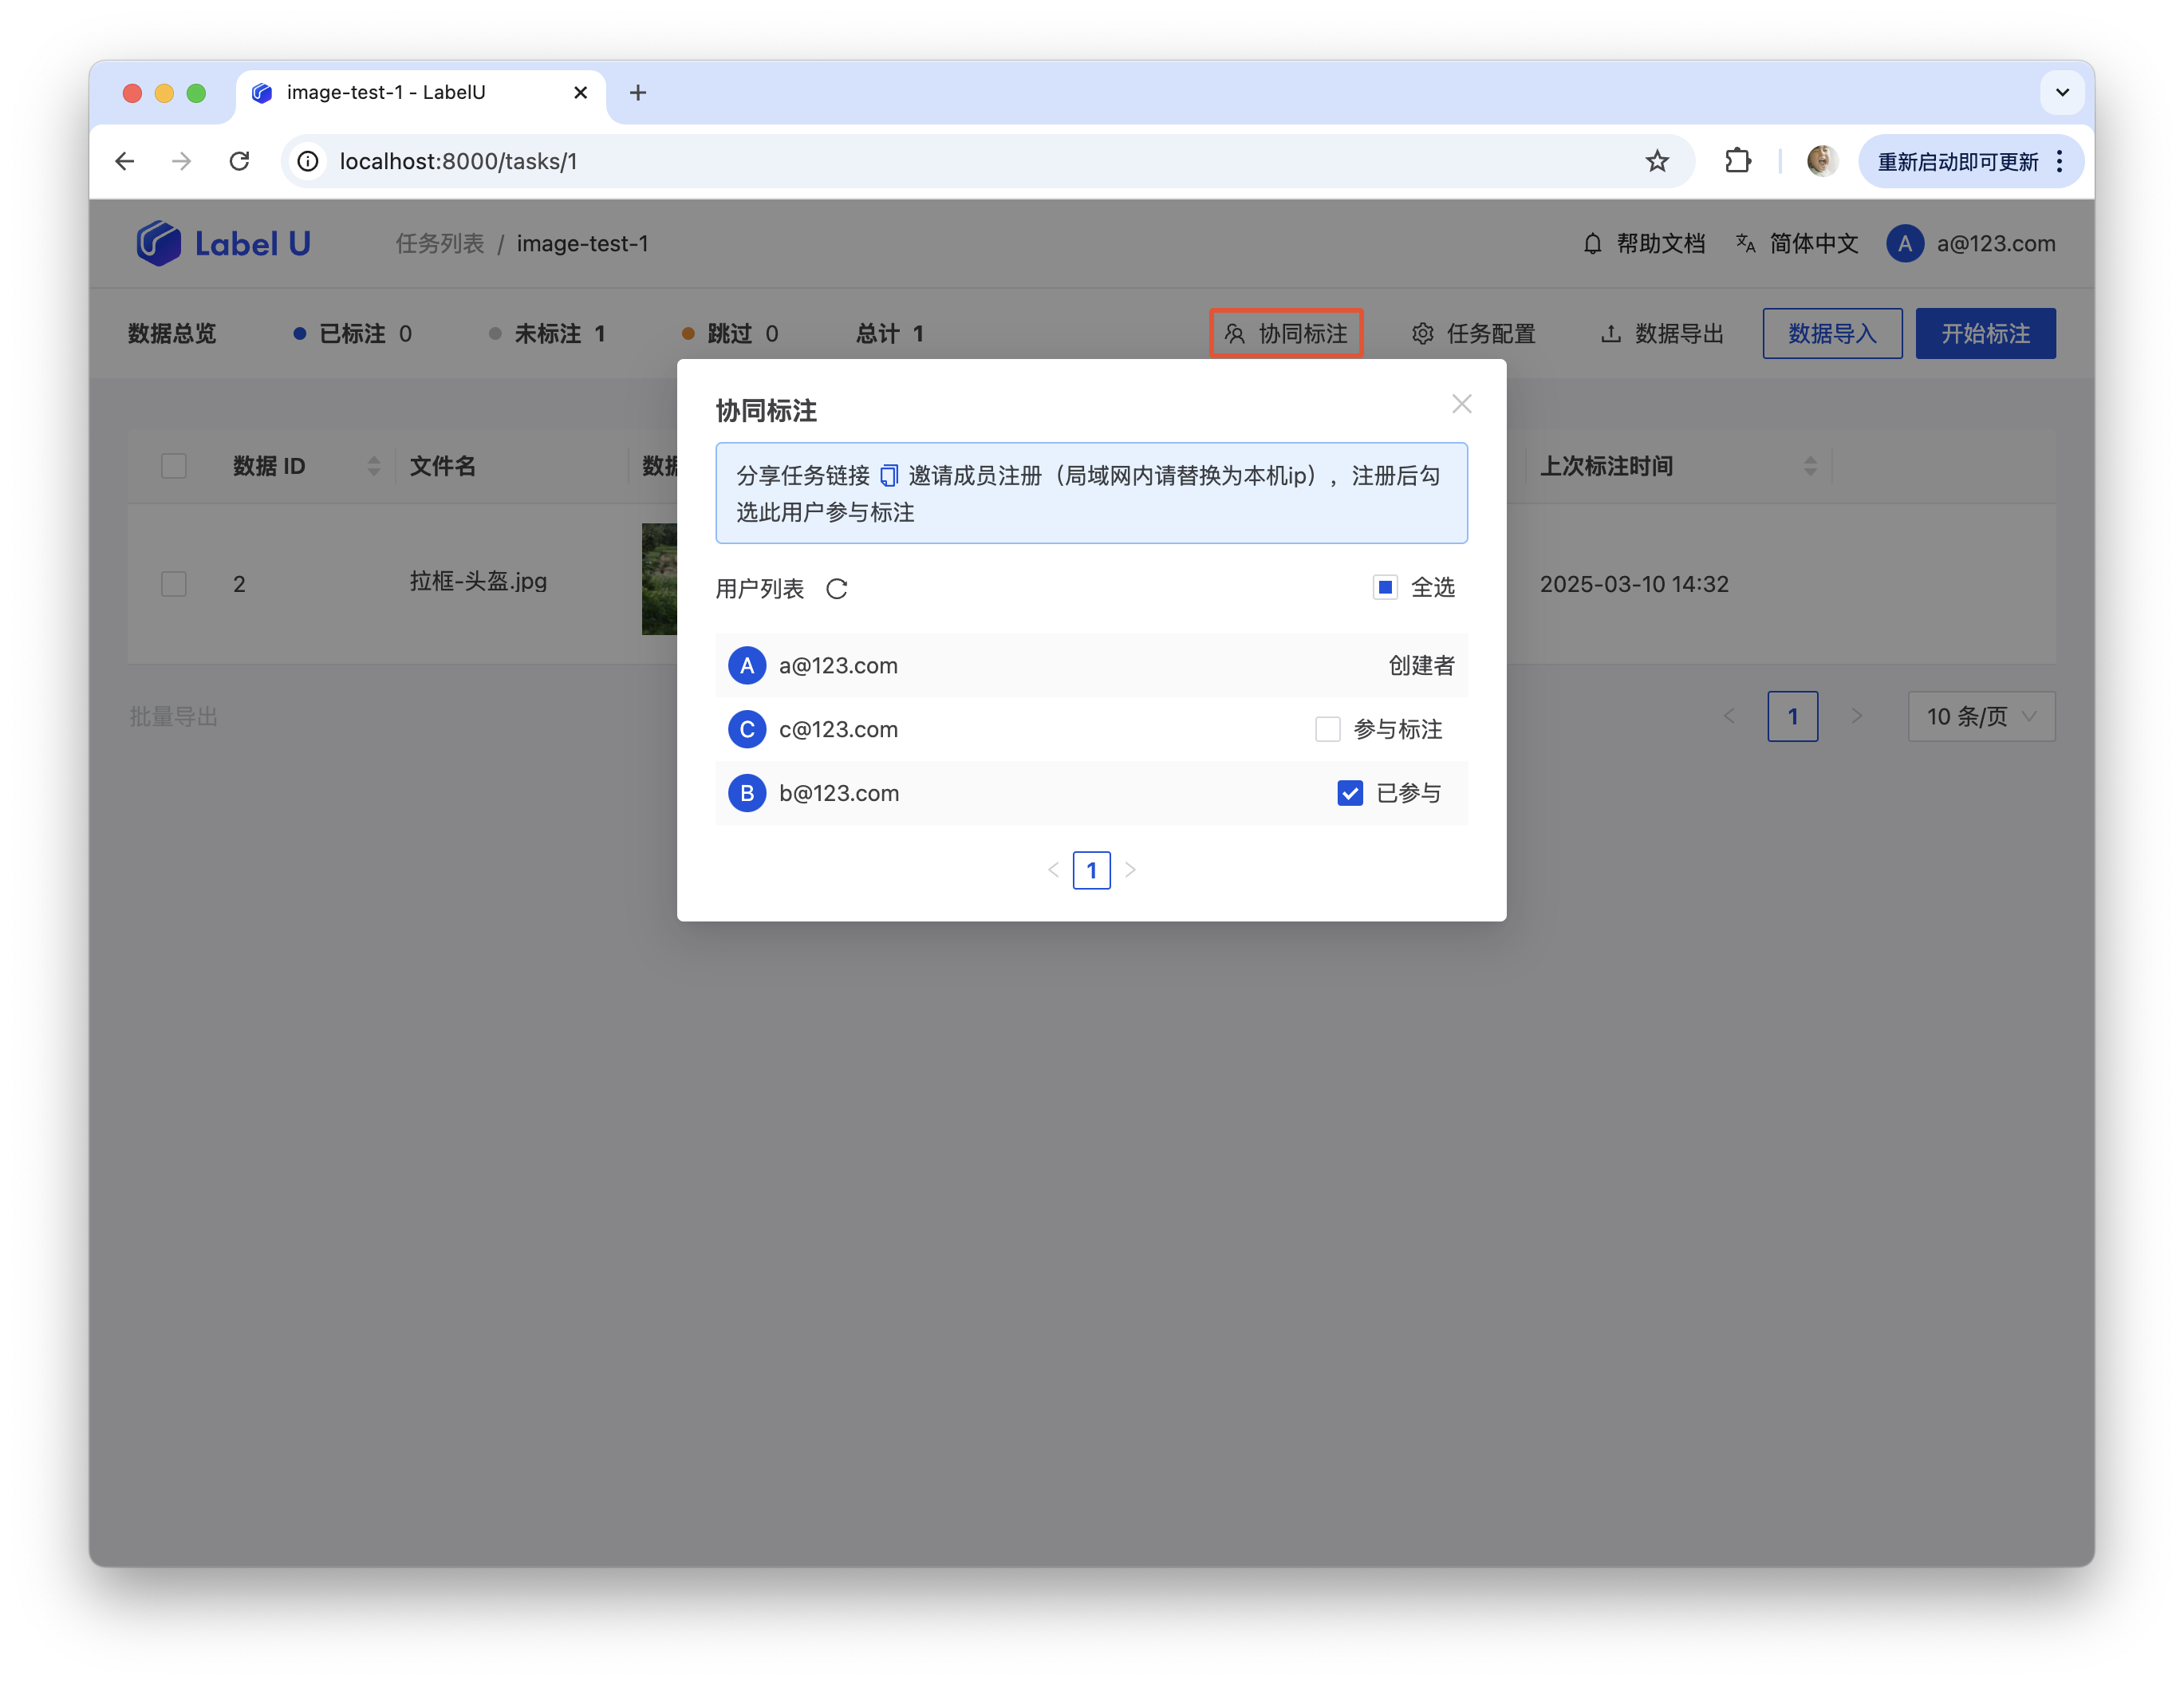 image-test-1 - LabelU
localhost:8000/tasks/1
重新启动即可更新
Label U
任务列表 / image-test-1
帮助文档
简体中文
A a@123.com
数据总览
已标注 0
未标注 1
跳过 0
总计 1
协同标注
任务配置
数据导出
数据导入
开始标注
数据 ID
文件名
上次标注时间
2
拉框-头盔.jpg
2025-03-10 14:32
批量导出
1
10 条/页
协同标注
分享任务链接 邀请成员注册（局域网内请替换为本机ip），注册后勾
选此用户参与标注
用户列表
全选
A a@123.com 创建者
C c@123.com 参与标注
B b@123.com 已参与
1